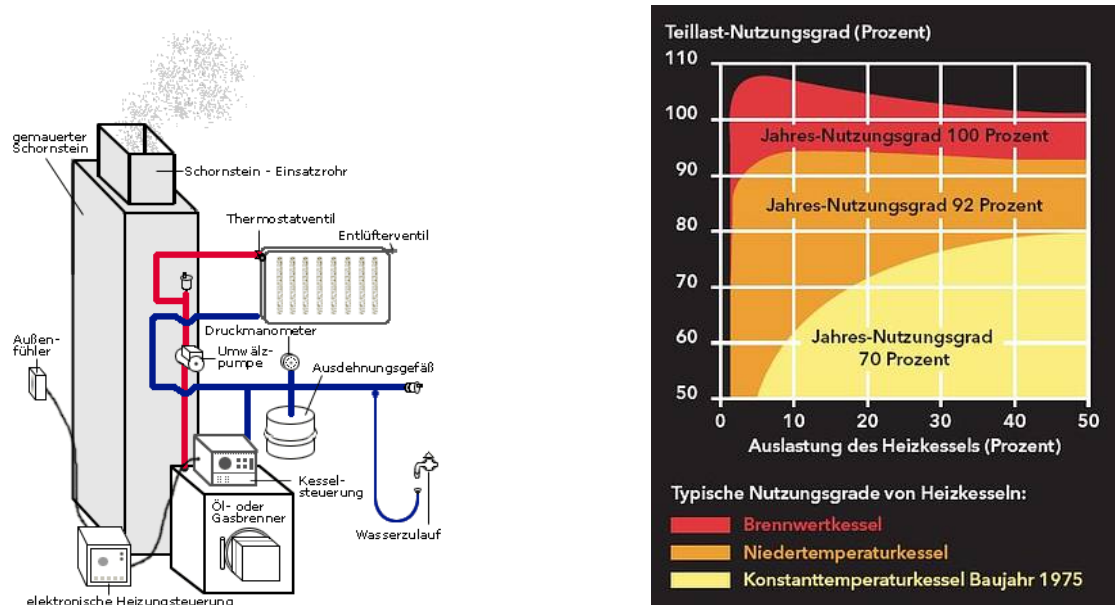 gemauerter
Schornstein
Schornstein - Einsatzrohr
Thermostatventil
Entlüfterventil
Druckmanometer
Außen-
fühler
Umwälz-
pumpe
Ausdehnungsgefäß
Kessel-
steuerung
Öl- oder
Gasbrenner
Wasserzulauf
elektronische Heizungsteuerung
Teillast-Nutzungsgrad (Prozent)
110
100
90
80
70
60
50
Jahres-Nutzungsgrad 100 Prozent
Jahres-Nutzungsgrad 92 Prozent
Jahres-Nutzungsgrad
70 Prozent
0 10 20 30 40 50
Auslastung des Heizkessels (Prozent)
Typische Nutzungsgrade von Heizkesseln:
Brennwertkessel
Niedertemperaturkessel
Konstanttemperaturkessel Baujahr 1975